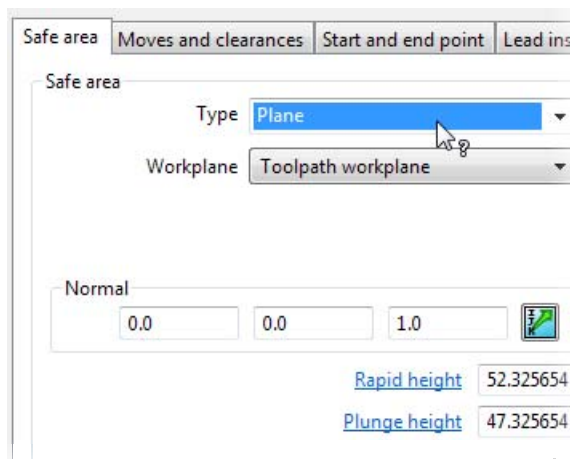 Safe area Moves and clearances Start and end point Lead ins
Safe area
Type Plane
Workplane Toolpath workplane
Normal
0.0 0.0 1.0 I J K
Rapid height 52.325654
Plunge height 47.325654